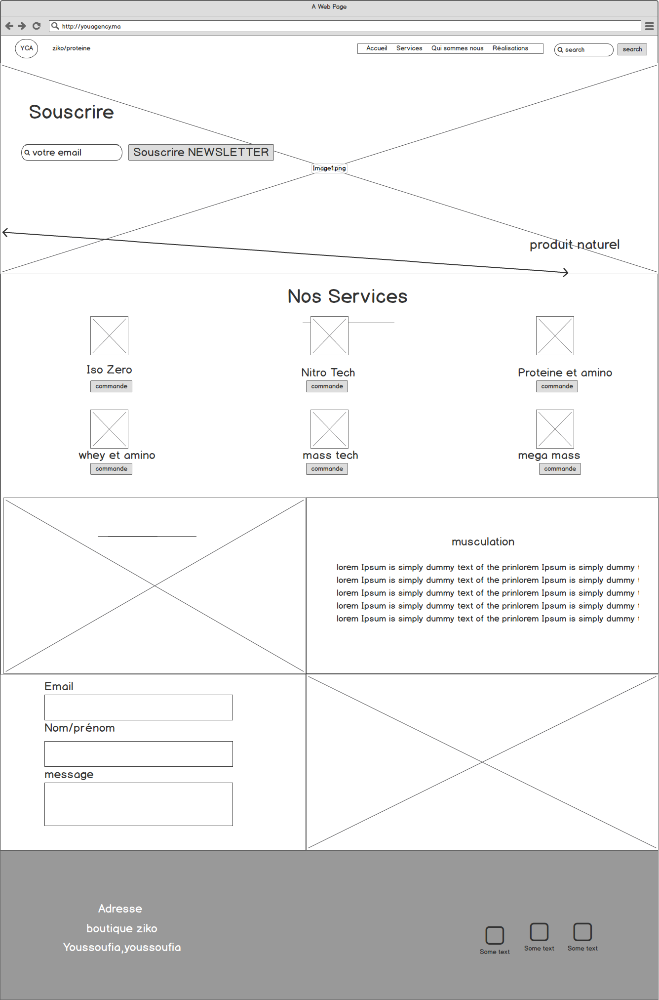 A Web Page
http://youagency.ma
YCA
ziko/proteine
Accueil Services Qui sommes nous Réalisations
search
search
Souscrire
votre email
Souscrire NEWSLETTER
Image1.png
produit naturel
Nos Services
Iso Zero
Nitro Tech
Proteine et amino
commande
commande
commande
whey et amino
mass tech
mega mass
commande
commande
commande
musculation
lorem Ipsum is simply dummy text of the prinlorem Ipsum is simply dummy
lorem Ipsum is simply dummy text of the prinlorem Ipsum is simply dummy
lorem Ipsum is simply dummy text of the prinlorem Ipsum is simply dummy
lorem Ipsum is simply dummy text of the prinlorem Ipsum is simply dummy
lorem Ipsum is simply dummy text of the prinlorem Ipsum is simply dummy
Email
Nom/prénom
message
Adresse
boutique ziko
Youssoufia,youssoufia
Some text
Some text
Some text